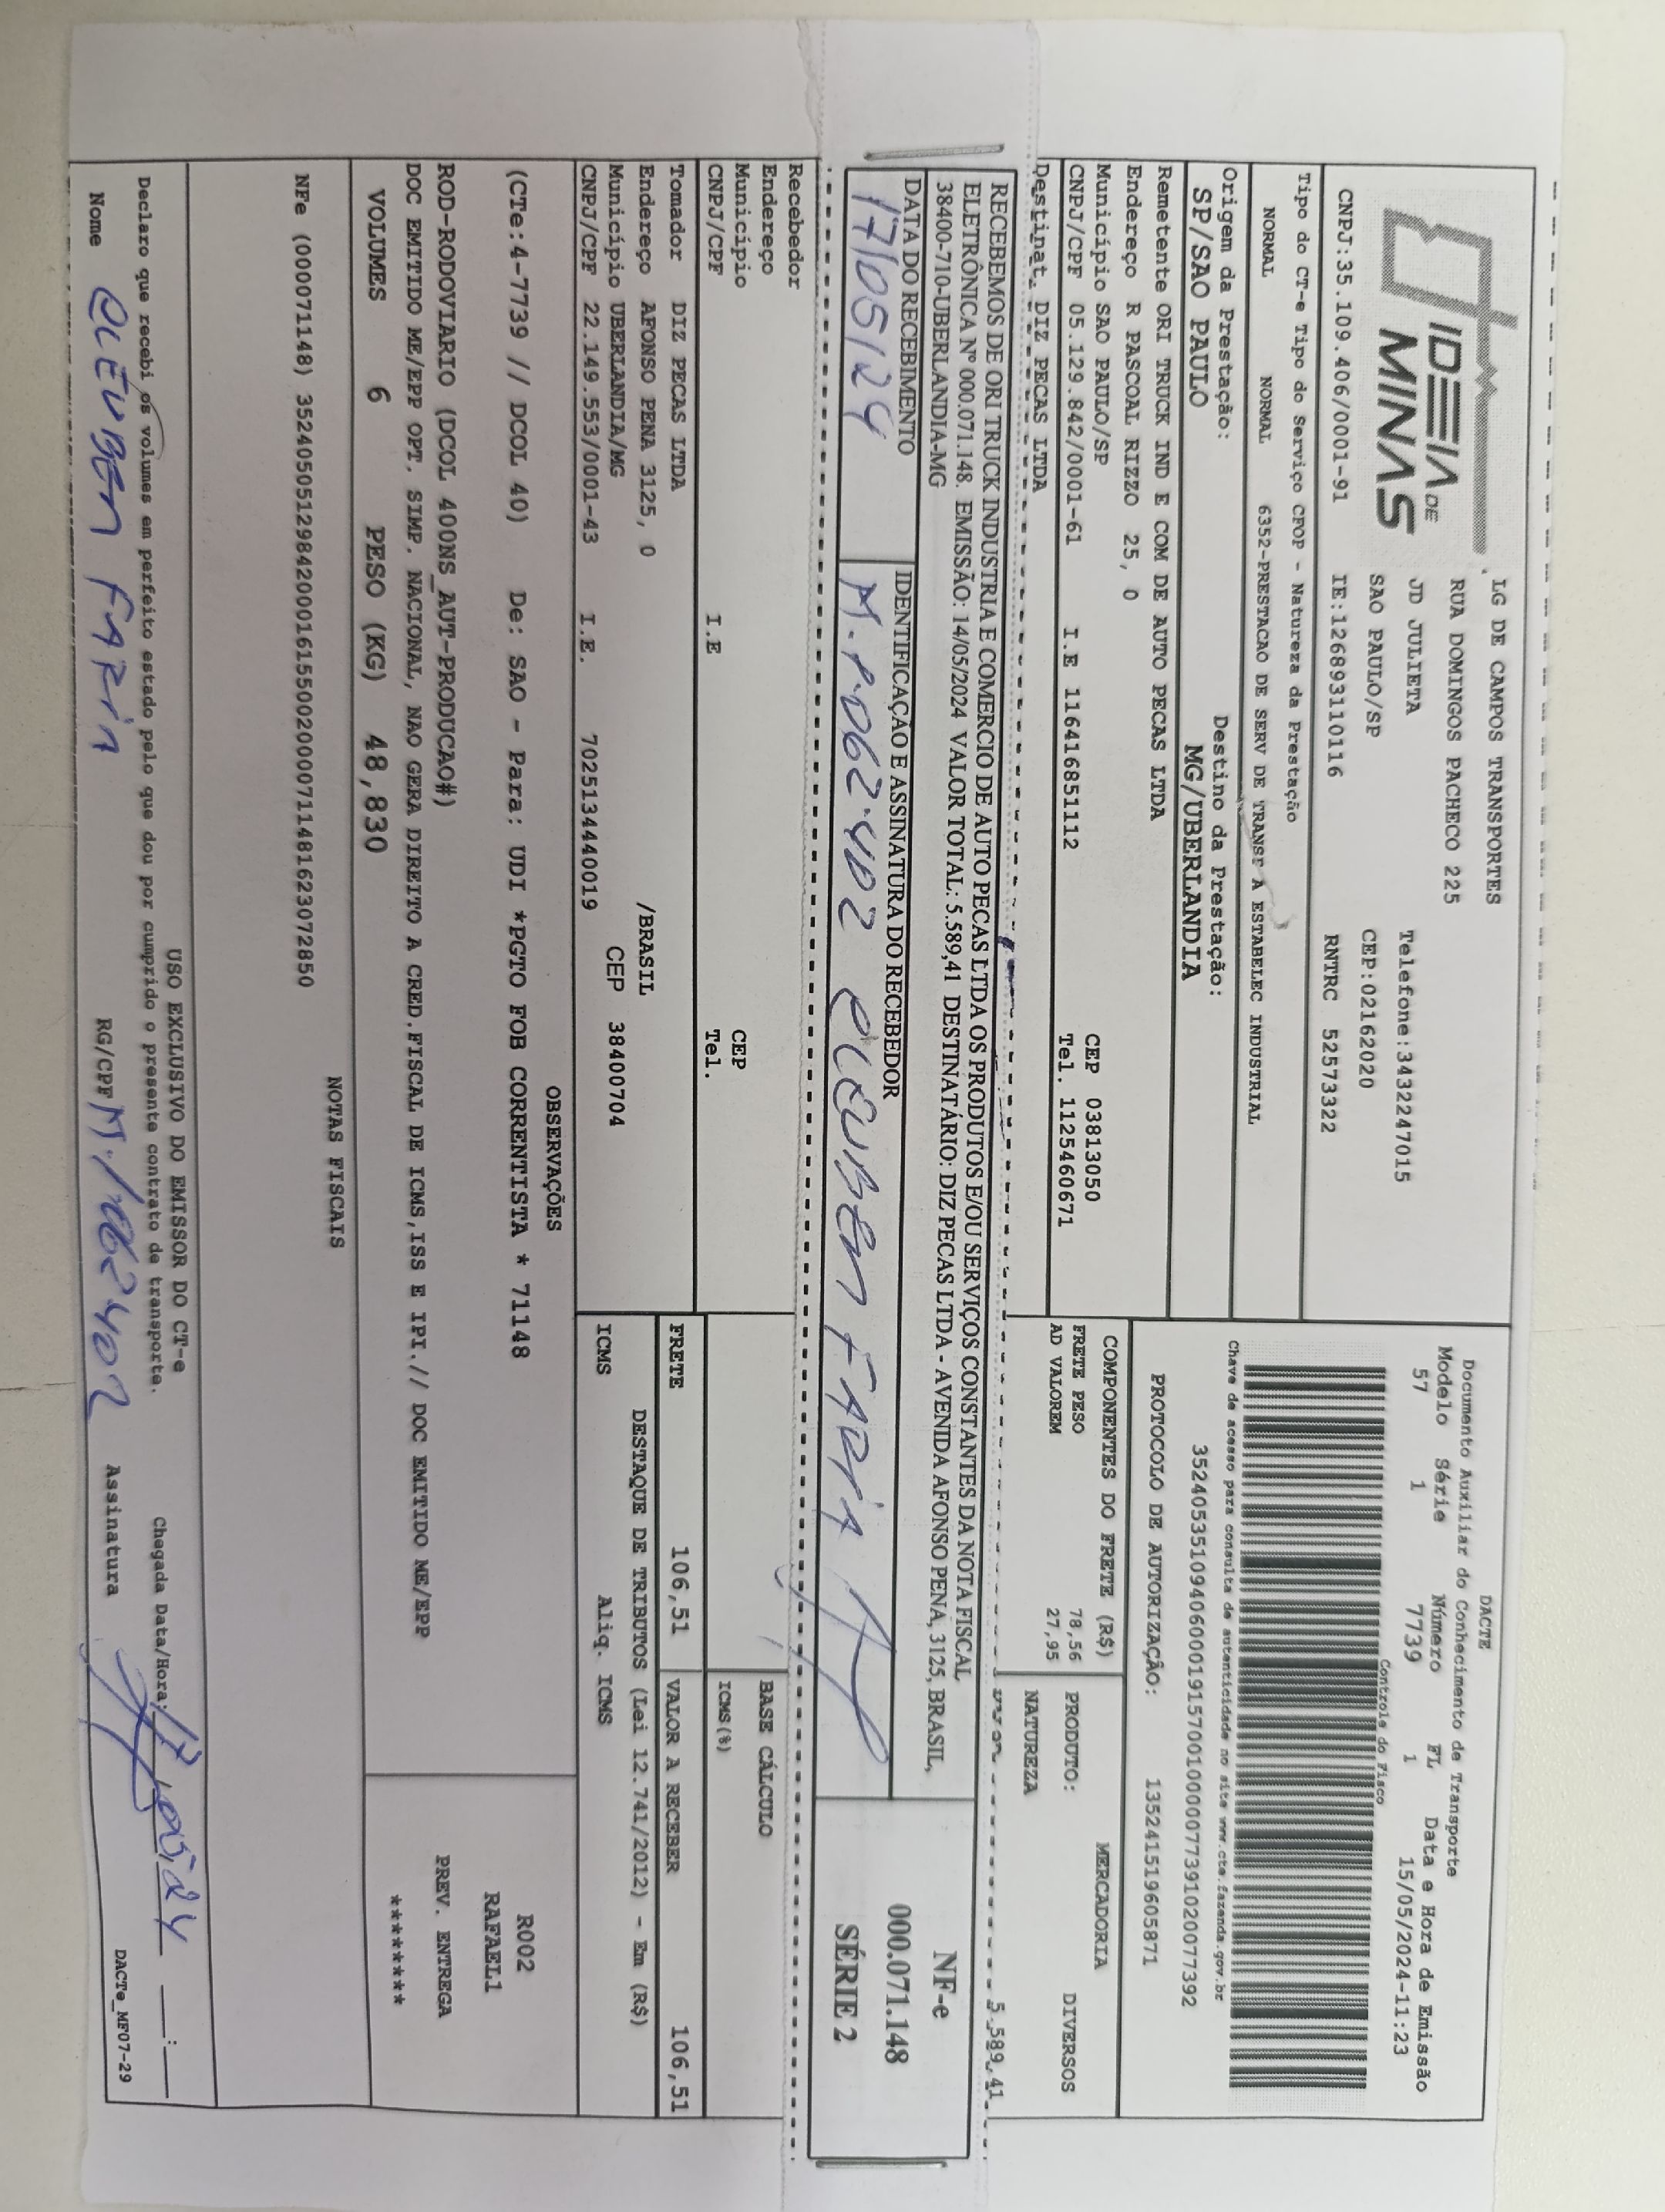 IDEIA DE
MINAS
LG DE CAMPOS TRANSPORTES
RUA DOMINGOS PACHECO 225
JD JULIETA
Telefone:3432247015
SAO PAULO/SP
CEP:02162020
CNPJ:35.109.406/0001-91 IE:126893110116 RNTRC 52573322
DACTE
Documento Auxiliar do Conhecimento de Transporte
Modelo Série Número FL Data e Hora de Emissão
57 1 7739 1 15/05/2024-11:23
Controle do Fisco
Chave de acesso para consulta de autenticidade no site www.cte.fazenda.gov.br
35240535109406000191570010000077391020077392
PROTOCOLO DE AUTORIZAÇÃO: 135241519605871
Tipo do CT-e Tipo do Serviço CFOP - Natureza da Prestação
NORMAL NORMAL 6352-PRESTACAO DE SERV DE TRANSP A ESTABELEC INDUSTRIAL
Origem da Prestação: Destino da Prestação:
SP/SAO PAULO MG/UBERLANDIA
Remetente ORI TRUCK IND E COM DE AUTO PECAS LTDA
Endereço R PASCOAL RIZZO 25, 0
Município SAO PAULO/SP CEP 03813050
CNPJ/CPF 05.129.842/0001-61 I.E 116416851112 Tel. 1125460671
Destinat. DIZ PECAS LTDA
COMPONENTES DO FRETE (R$)
FRETE PESO 78,56
AD VALOREM 27,95
MERCADORIA
PRODUTO: DIVERSOS
NATUREZA
5.589,41
RECEBEMOS DE ORI TRUCK INDUSTRIA E COMERCIO DE AUTO PECAS LTDA OS PRODUTOS E/OU SERVIÇOS CONSTANTES DA NOTA FISCAL
ELETRÔNICA Nº 000.071.148. EMISSÃO: 14/05/2024 VALOR TOTAL: 5.589,41 DESTINATÁRIO: DIZ PECAS LTDA - AVENIDA AFONSO PENA, 3125, BRASIL,
38400-710-UBERLANDIA-MG
DATA DO RECEBIMENTO IDENTIFICAÇÃO E ASSINATURA DO RECEBEDOR
17/05/24 CLEUBER FARIA
NF-e
000.071.148
SÉRIE 2
Recebedor
Endereço
Município CEP
CNPJ/CPF I.E Tel.
BASE CÁLCULO
ICMS(%)
Tomador DIZ PECAS LTDA
Endereço AFONSO PENA 3125, 0 /BRASIL
Município UBERLANDIA/MG CEP 38400704
CNPJ/CPF 22.149.553/0001-43 I.E. 7025134440019
FRETE 106,51 VALOR A RECEBER 106,51
DESTAQUE DE TRIBUTOS (Lei 12.741/2012) - Em (R$)
ICMS Aliq. ICMS
OBSERVAÇÕES
(CTe:4-7739 // DCOL 40) De: SAO - Para: UDI *PGTO FOB CORRENTISTA * 71148
ROD-RODOVIARIO (DCOL 400ONS_AUT-PRODUCAO#)
DOC EMITIDO ME/EPP OPT. SIMP. NACIONAL, NAO GERA DIREITO A CRED.FISCAL DE ICMS,ISS E IPI.// DOC EMITIDO ME/EPP
R002
RAFAEL1
PREV. ENTREGA
********
VOLUMES 6 PESO (KG) 48,830
NOTAS FISCAIS
NFe (000071148) 35240505129842000161550020000711481623072850
USO EXCLUSIVO DO EMISSOR DO CT-e
Declaro que recebi os volumes em perfeito estado pelo que dou por cumprido o presente contrato de transporte.
Chegada Data/Hora: ___:___
Nome CLEUBER FARIA RG/CPF Assinatura
DACTe_MF07-29